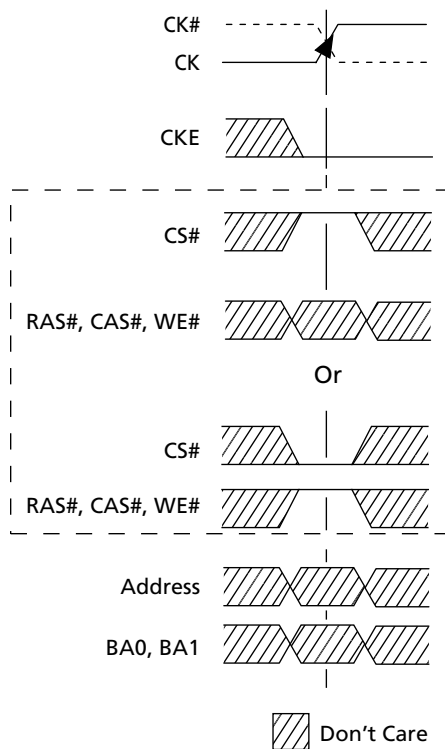 CK#
CK
CKE
CS#
RAS#, CAS#, WE#
Or
CS#
RAS#, CAS#, WE#
Address
BA0, BA1
Don't Care